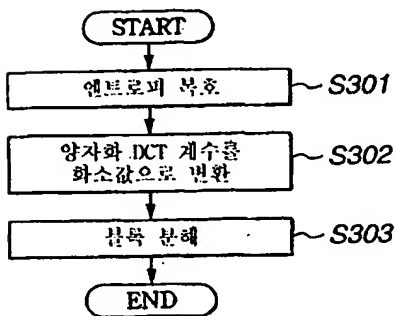 START
엔트로피 복호
S301
양자화 DCT 계수를
화소값으로 변환
S302
블록 분해
S303
END